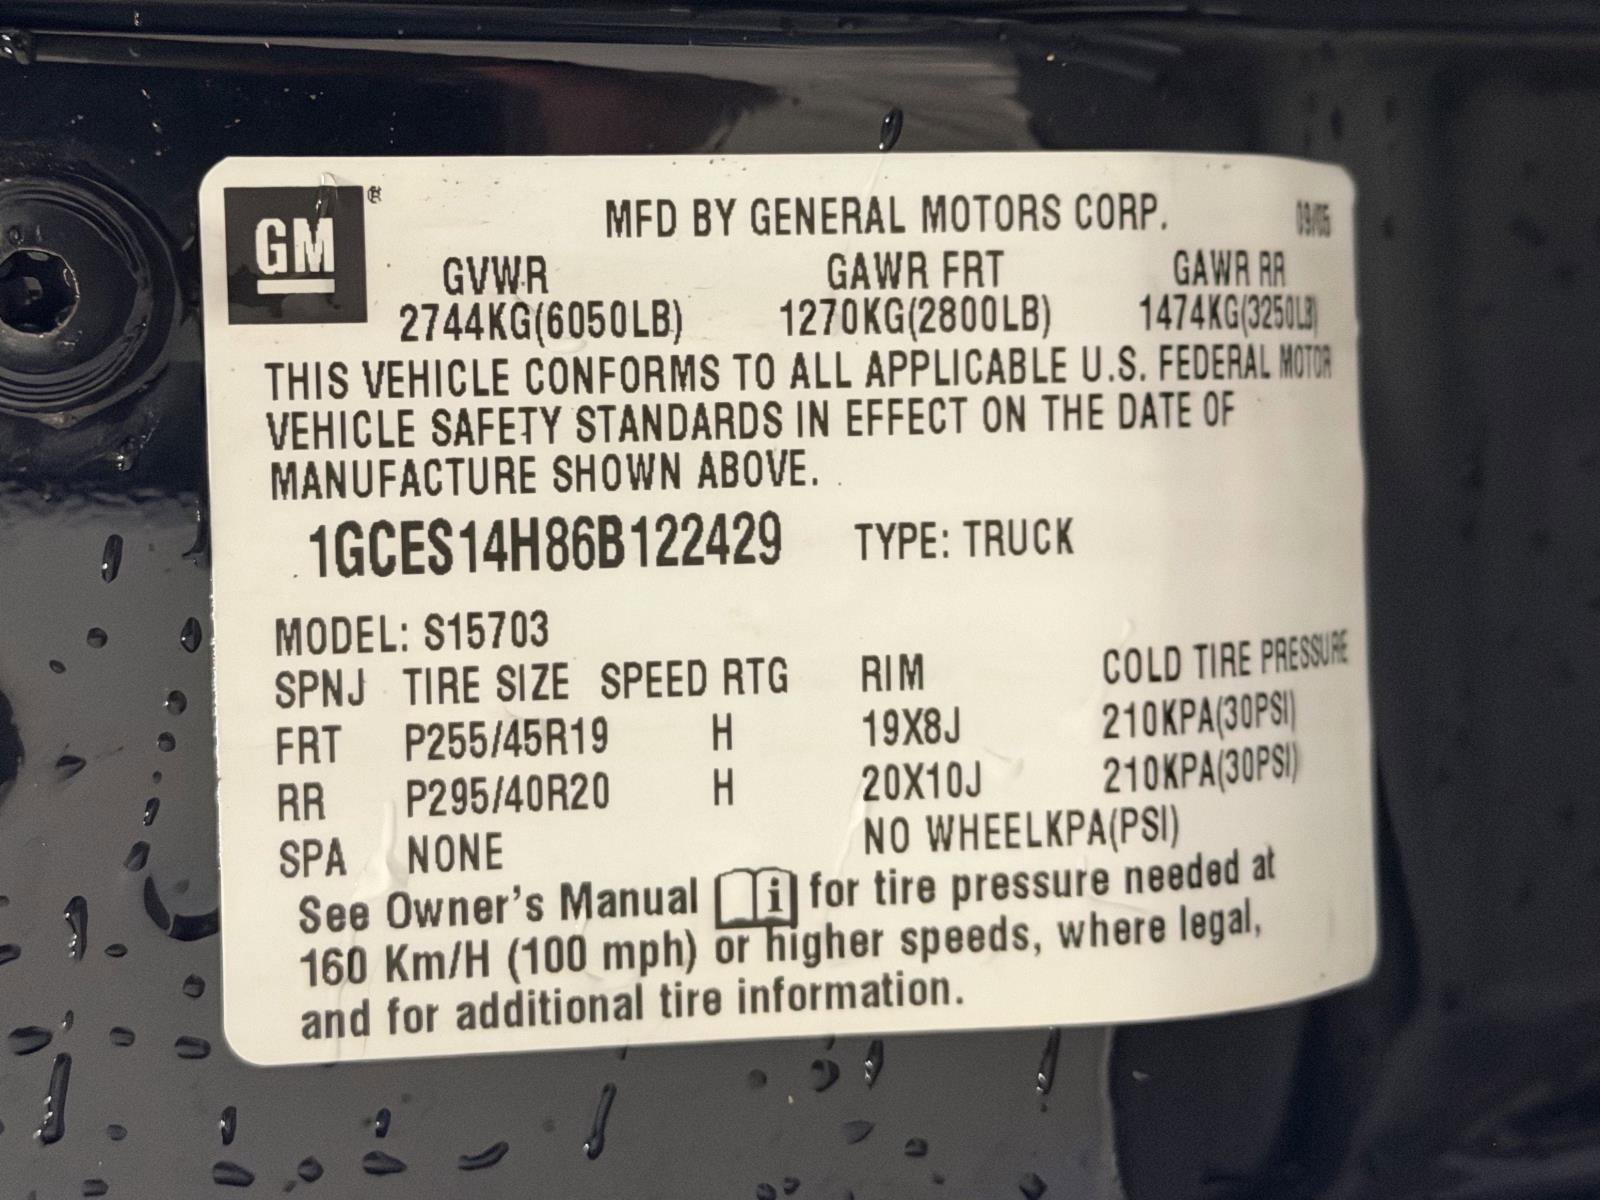 GM ® MFD BY GENERAL MOTORS CORP. 09/05
GVWR GAWR FRT GAWR RR
2744KG(6050LB) 1270KG(2800LB) 1474KG(3250LB)
THIS VEHICLE CONFORMS TO ALL APPLICABLE U.S. FEDERAL MOTOR
VEHICLE SAFETY STANDARDS IN EFFECT ON THE DATE OF
MANUFACTURE SHOWN ABOVE.
1GCES14H86B122429 TYPE: TRUCK
MODEL: S15703
SPNJ TIRE SIZE SPEED RTG RIM COLD TIRE PRESSURE
FRT P255/45R19 H 19X8J 210KPA(30PSI)
RR P295/40R20 H 20X10J 210KPA(30PSI)
SPA NONE NO WHEELKPA(PSI)
See Owner's Manual i for tire pressure needed at
160 Km/H (100 mph) or higher speeds, where legal,
and for additional tire information.